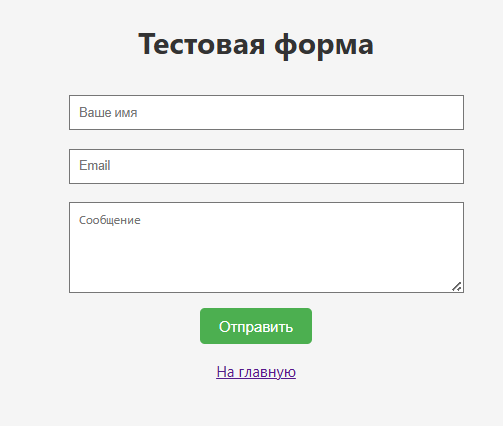 Тестовая форма
Ваше имя
Email
Сообщение
Отправить
На главную